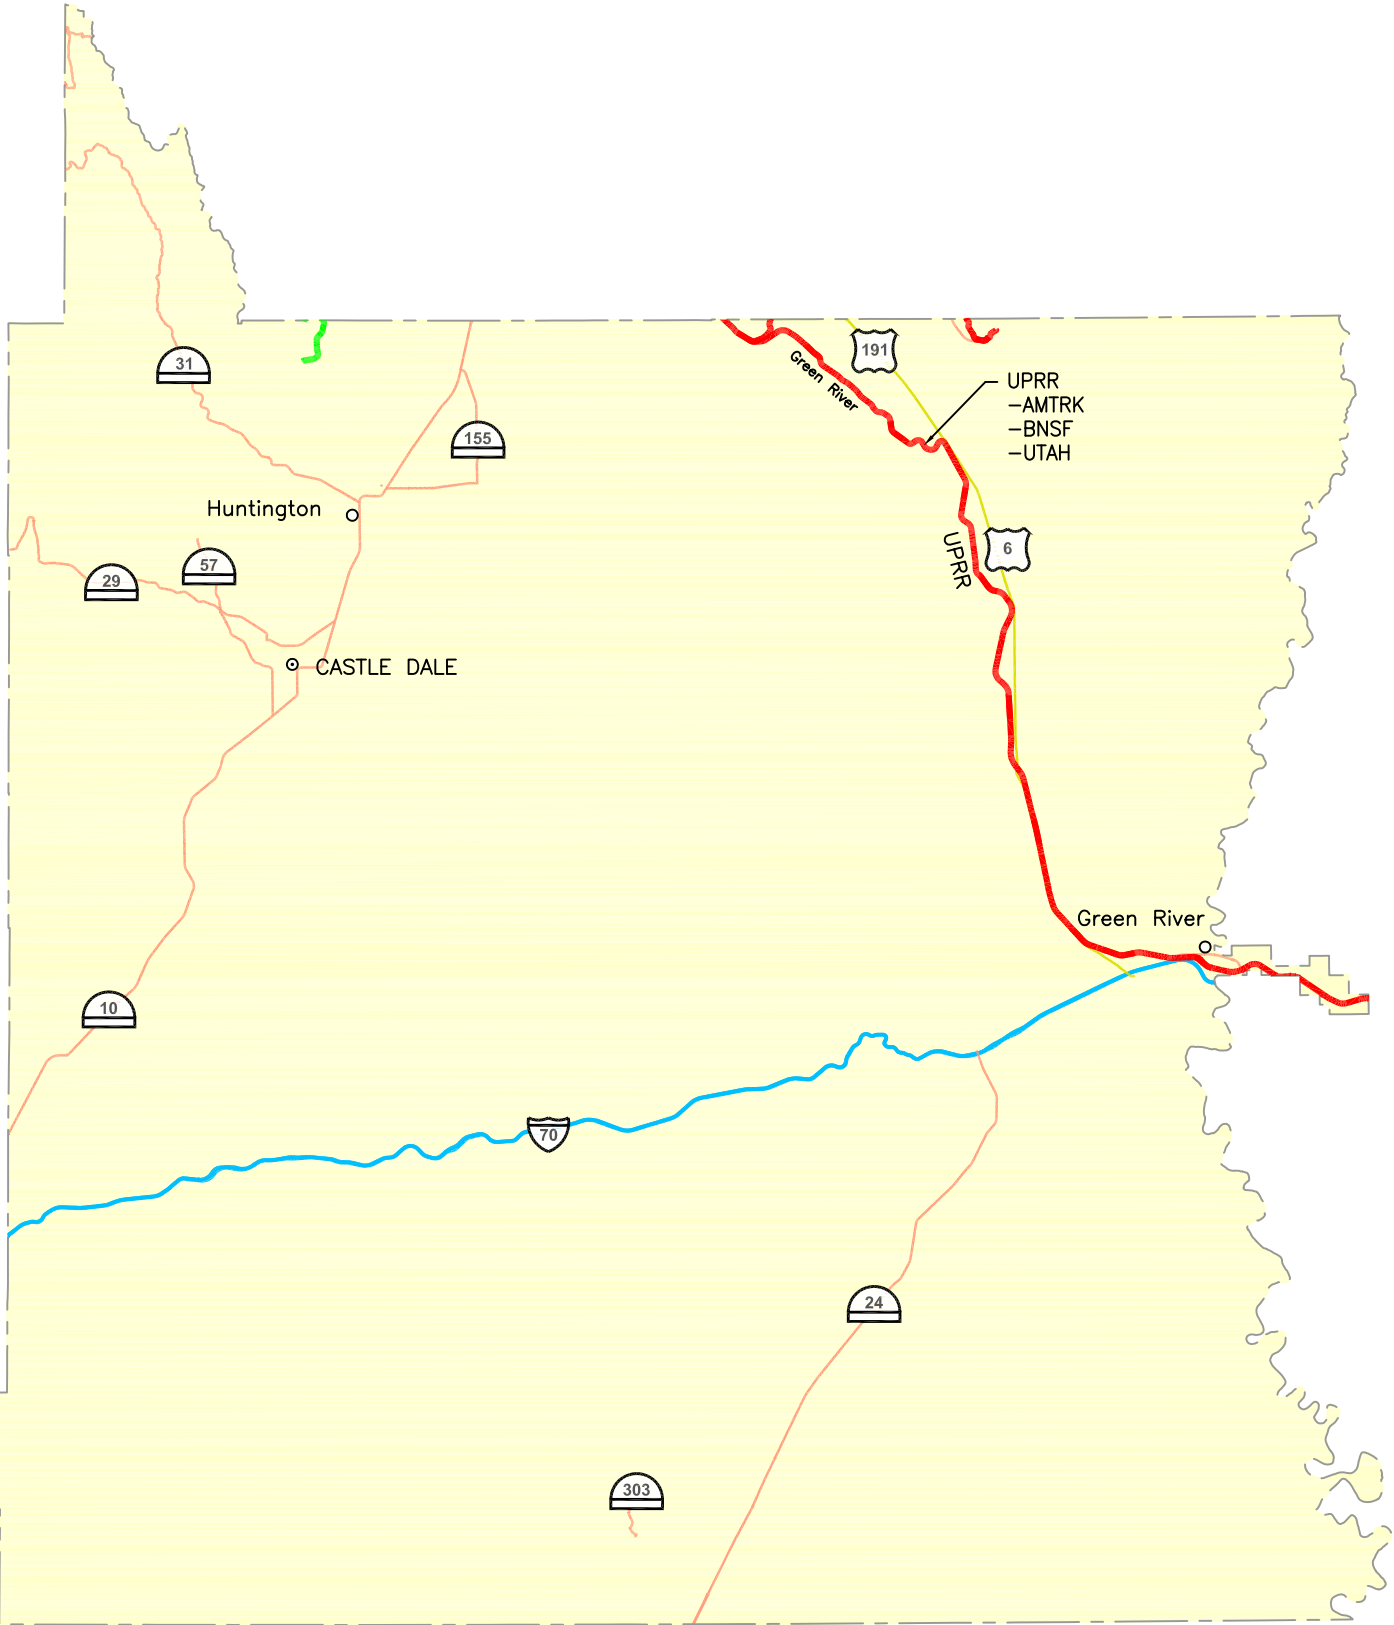 191
31
Green River
UPRR
-AMTRK
-BNSF
-UTAH
155
Huntington
6
UPRR
57
29
CASTLE DALE
Green River
10
70
24
303